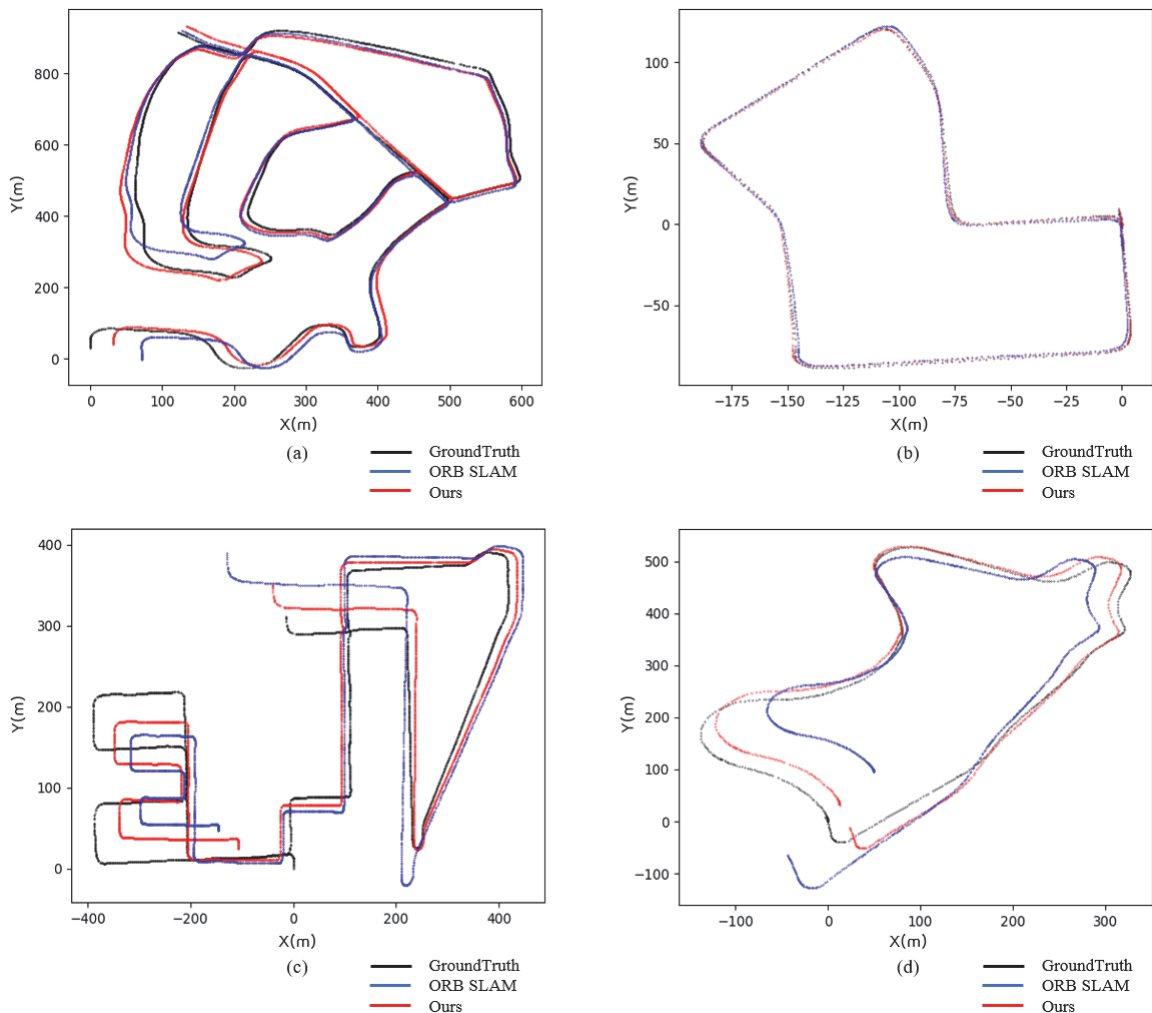 800
600
400
200
0
Y(m)
0 100 200 300 400 500 600
X(m)
(a)
GroundTruth
ORB SLAM
Ours
100
50
0
−50
Y(m)
−175 −150 −125 −100 −75 −50 −25 0
X(m)
(b)
GroundTruth
ORB SLAM
Ours
400
300
200
100
0
Y(m)
−400 −200 0 200 400
X(m)
(c)
GroundTruth
ORB SLAM
Ours
500
400
300
200
100
0
−100
Y(m)
−100 0 100 200 300
X(m)
(d)
GroundTruth
ORB SLAM
Ours